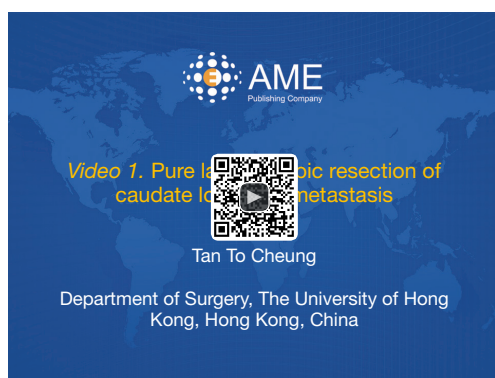 E
AME
Publishing Company
Video 1. Pure la pic resection of
caudate lo metastasis
Tan To Cheung
Department of Surgery, The University of Hong
Kong, Hong Kong, China